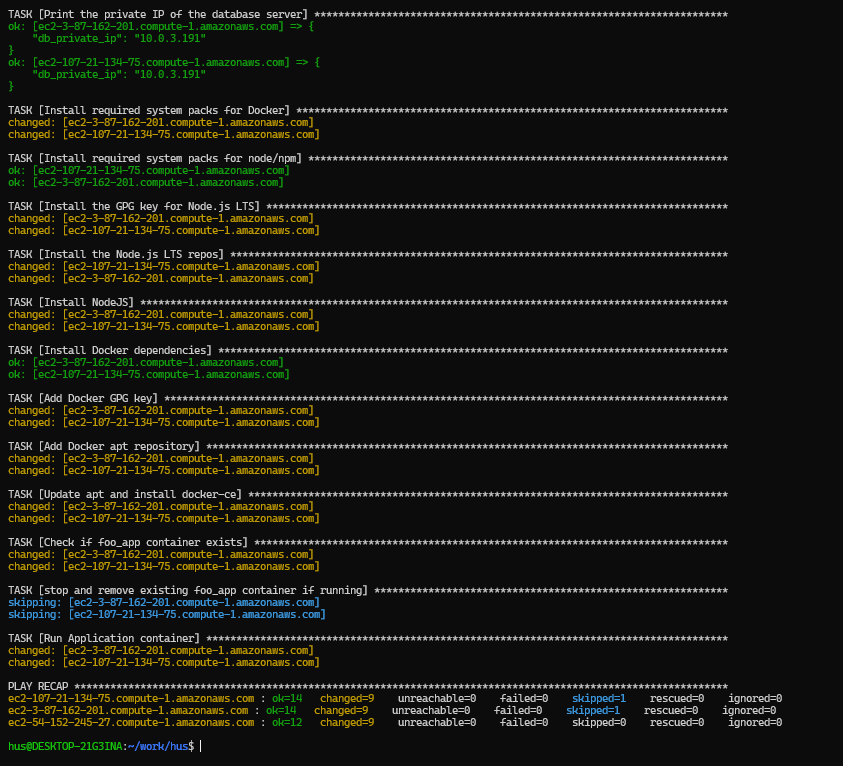 TASK [Print the private IP of the database server] *********************************************************************
ok: [ec2-3-87-162-201.compute-1.amazonaws.com] => {
    "db_private_ip": "10.0.3.191"
}
ok: [ec2-107-21-134-75.compute-1.amazonaws.com] => {
    "db_private_ip": "10.0.3.191"
}
TASK [Install required system packs for Docker] ************************************************************************
changed: [ec2-3-87-162-201.compute-1.amazonaws.com]
changed: [ec2-107-21-134-75.compute-1.amazonaws.com]
TASK [Install required system packs for node/npm] **********************************************************************
ok: [ec2-107-21-134-75.compute-1.amazonaws.com]
ok: [ec2-3-87-162-201.compute-1.amazonaws.com]
TASK [Install the GPG key for Node.js LTS] *****************************************************************************
changed: [ec2-3-87-162-201.compute-1.amazonaws.com]
changed: [ec2-107-21-134-75.compute-1.amazonaws.com]
TASK [Install the Node.js LTS repos] ***********************************************************************************
changed: [ec2-107-21-134-75.compute-1.amazonaws.com]
changed: [ec2-3-87-162-201.compute-1.amazonaws.com]
TASK [Install NodeJS] **************************************************************************************************
changed: [ec2-3-87-162-201.compute-1.amazonaws.com]
changed: [ec2-107-21-134-75.compute-1.amazonaws.com]
TASK [Install Docker dependencies] *************************************************************************************
ok: [ec2-3-87-162-201.compute-1.amazonaws.com]
ok: [ec2-107-21-134-75.compute-1.amazonaws.com]
TASK [Add Docker GPG key] **********************************************************************************************
changed: [ec2-3-87-162-201.compute-1.amazonaws.com]
changed: [ec2-107-21-134-75.compute-1.amazonaws.com]
TASK [Add Docker apt repository] ***************************************************************************************
changed: [ec2-3-87-162-201.compute-1.amazonaws.com]
changed: [ec2-107-21-134-75.compute-1.amazonaws.com]
TASK [Update apt and install docker-ce] ********************************************************************************
changed: [ec2-3-87-162-201.compute-1.amazonaws.com]
changed: [ec2-107-21-134-75.compute-1.amazonaws.com]
TASK [Check if foo_app container exists] *******************************************************************************
changed: [ec2-3-87-162-201.compute-1.amazonaws.com]
changed: [ec2-107-21-134-75.compute-1.amazonaws.com]
TASK [stop and remove existing foo_app container if running] ***********************************************************
skipping: [ec2-3-87-162-201.compute-1.amazonaws.com]
skipping: [ec2-107-21-134-75.compute-1.amazonaws.com]
TASK [Run Application container] ***************************************************************************************
changed: [ec2-3-87-162-201.compute-1.amazonaws.com]
changed: [ec2-107-21-134-75.compute-1.amazonaws.com]
PLAY RECAP *************************************************************************************************************
ec2-107-21-134-75.compute-1.amazonaws.com : ok=14   changed=9    unreachable=0    failed=0    skipped=1    rescued=0    ignored=0
ec2-3-87-162-201.compute-1.amazonaws.com : ok=14   changed=9    unreachable=0    failed=0    skipped=1    rescued=0    ignored=0
ec2-54-152-245-27.compute-1.amazonaws.com : ok=12   changed=9    unreachable=0    failed=0    skipped=0    rescued=0    ignored=0
hus@DESKTOP-21G3INA:~/work/hus$